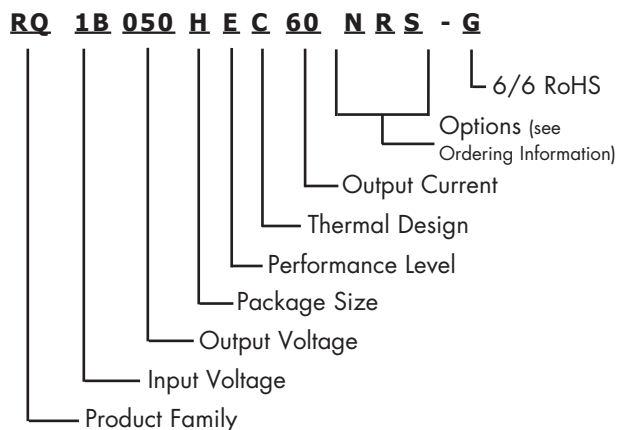 RQ 1B 050 H E C 60 N R S - G
6/6 RoHS
Options (see
Ordering Information)
Output Current
Thermal Design
Performance Level
Package Size
Output Voltage
Input Voltage
Product Family